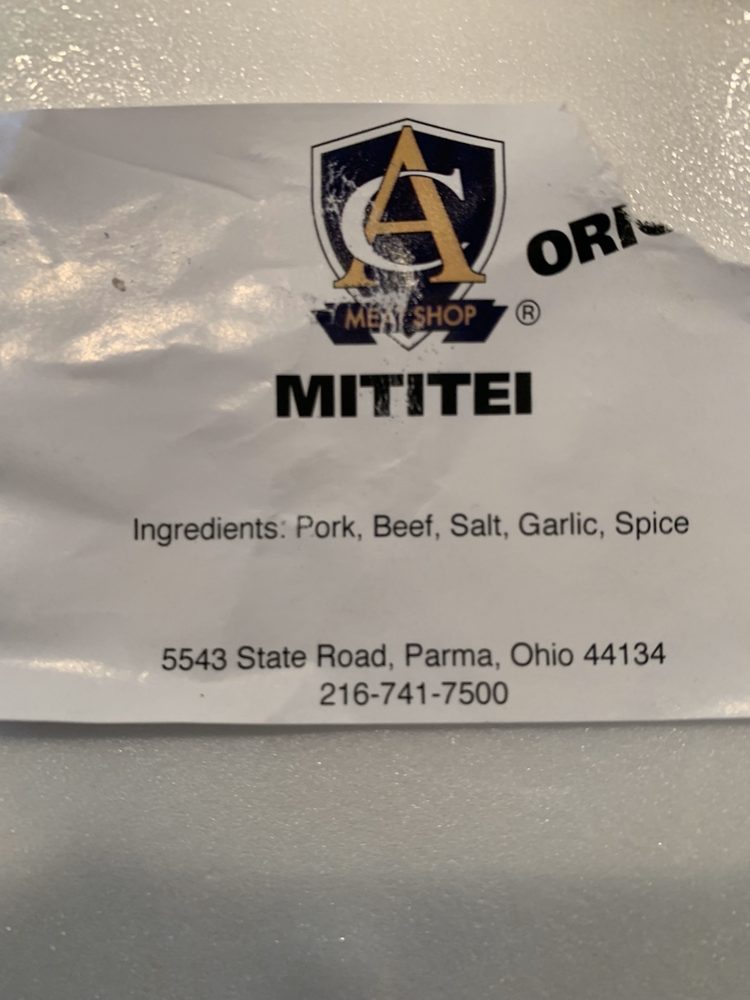 AC
MEAT SHOP ®
MITITEI
Ingredients: Pork, Beef, Salt, Garlic, Spice
5543 State Road, Parma, Ohio 44134
216-741-7500